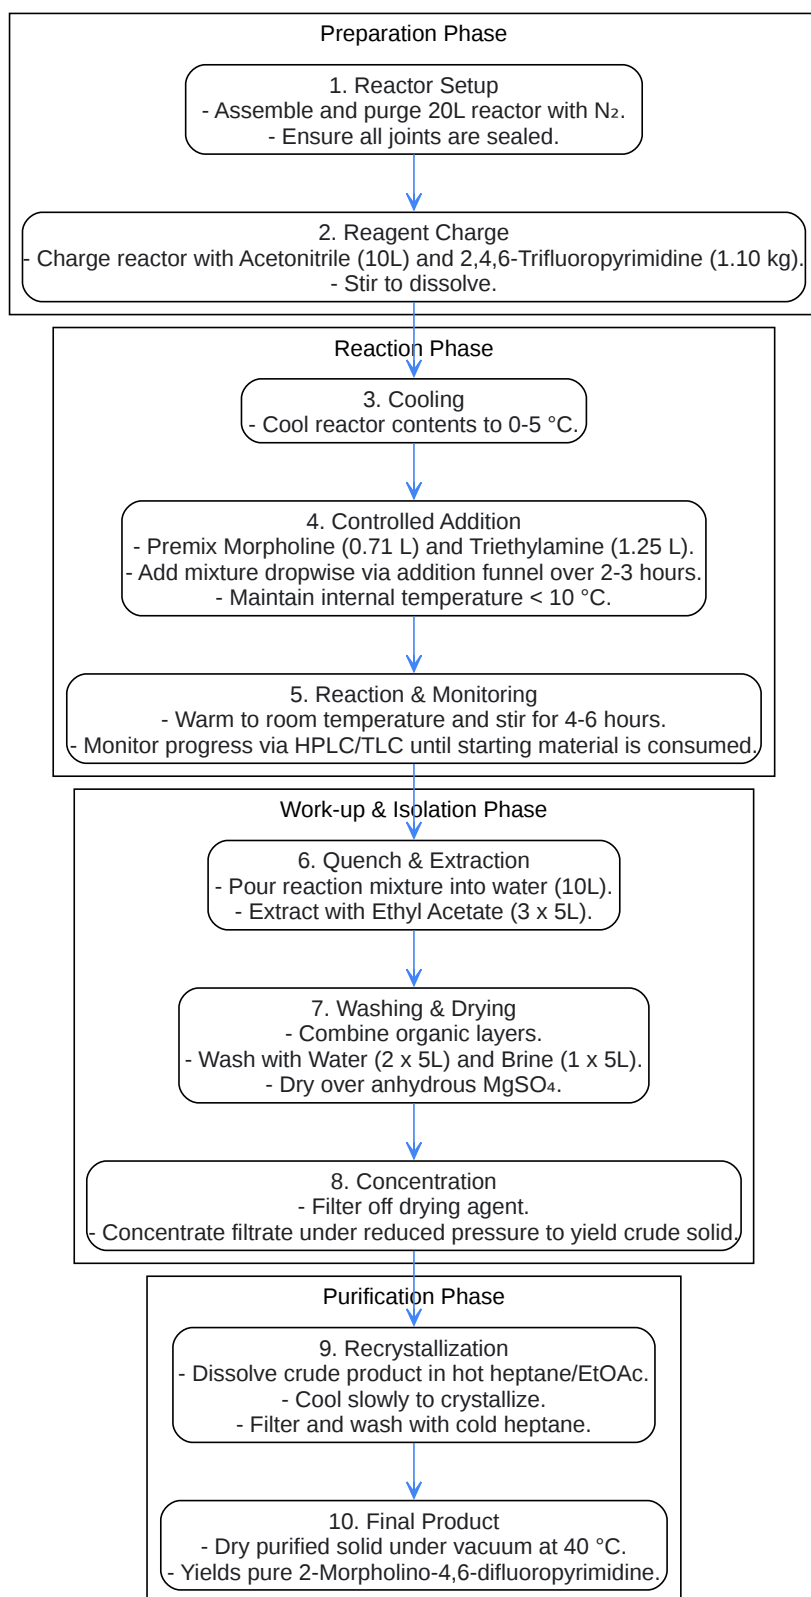 Preparation Phase
1. Reactor Setup
- Assemble and purge 20L reactor with N₂.
- Ensure all joints are sealed.
2. Reagent Charge
- Charge reactor with Acetonitrile (10L) and 2,4,6-Trifluoropyrimidine (1.10 kg).
- Stir to dissolve.
Reaction Phase
3. Cooling
- Cool reactor contents to 0-5 °C.
4. Controlled Addition
- Premix Morpholine (0.71 L) and Triethylamine (1.25 L).
- Add mixture dropwise via addition funnel over 2-3 hours.
- Maintain internal temperature < 10 °C.
5. Reaction & Monitoring
- Warm to room temperature and stir for 4-6 hours.
- Monitor progress via HPLC/TLC until starting material is consumed.
Work-up & Isolation Phase
6. Quench & Extraction
- Pour reaction mixture into water (10L).
- Extract with Ethyl Acetate (3 x 5L).
7. Washing & Drying
- Combine organic layers.
- Wash with Water (2 x 5L) and Brine (1 x 5L).
- Dry over anhydrous MgSO₄.
8. Concentration
- Filter off drying agent.
- Concentrate filtrate under reduced pressure to yield crude solid.
Purification Phase
9. Recrystallization
- Dissolve crude product in hot heptane/EtOAc.
- Cool slowly to crystallize.
- Filter and wash with cold heptane.
10. Final Product
- Dry purified solid under vacuum at 40 °C.
- Yields pure 2-Morpholino-4,6-difluoropyrimidine.